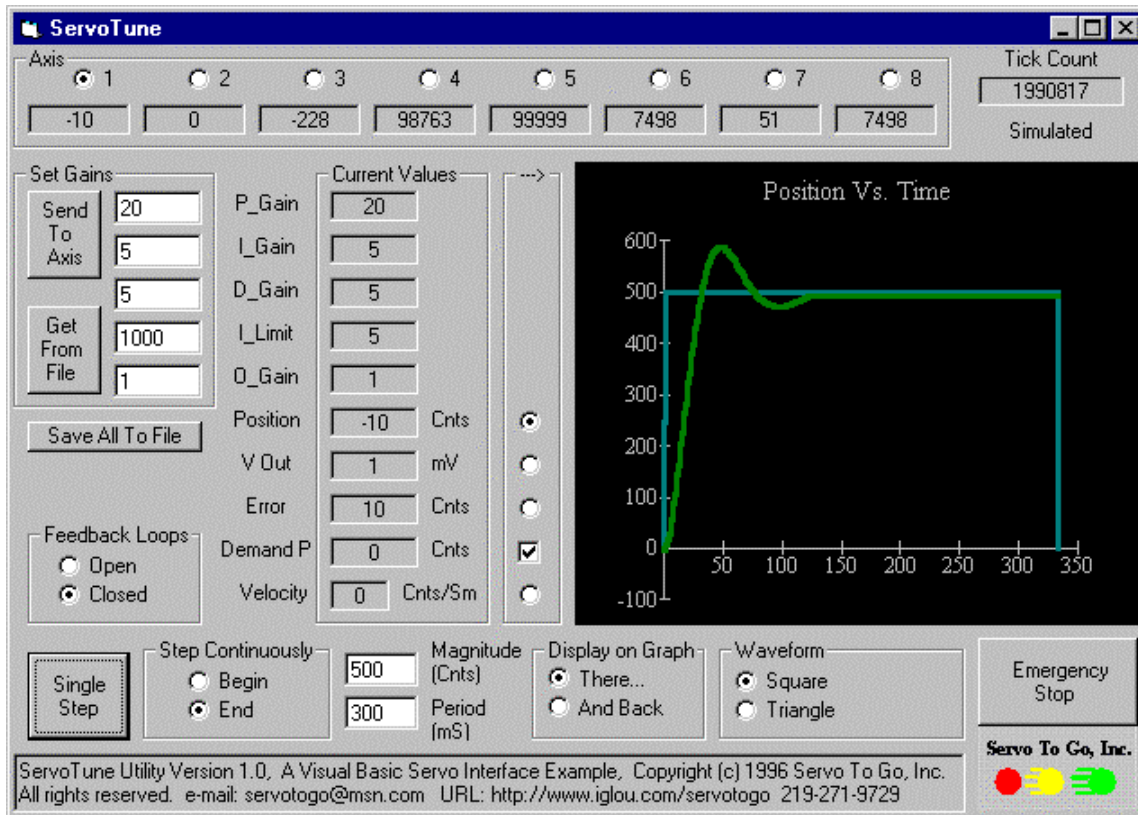 ServoTune
Axis
1 2 3 4 5 6 7 8
-10 0 -228 98763 99999 7498 51 7498
Tick Count
1990817
Simulated
Set Gains
Send To Axis
Get From File
20
5
5
1000
1
Save All To File
Current Values
--->
P_Gain 20
I_Gain 5
D_Gain 5
I_Limit 5
O_Gain 1
Position -10 Cnts
V Out 1 mV
Error 10 Cnts
Demand P 0 Cnts
Velocity 0 Cnts/Sm
Feedback Loops
Open
Closed
Position Vs. Time
600
500
400
300
200
100
0
-100
50 100 150 200 250 300 350
Single Step
Step Continuously
Begin
End
500 Magnitude (Cnts)
300 Period (mS)
Display on Graph
There...
And Back
Waveform
Square
Triangle
Emergency Stop
Servo To Go, Inc.
ServoTune Utility Version 1.0, A Visual Basic Servo Interface Example, Copyright (c) 1996 Servo To Go, Inc.
All rights reserved. e-mail: servotogo@msn.com URL: http://www.iglou.com/servotogo 219-271-9729